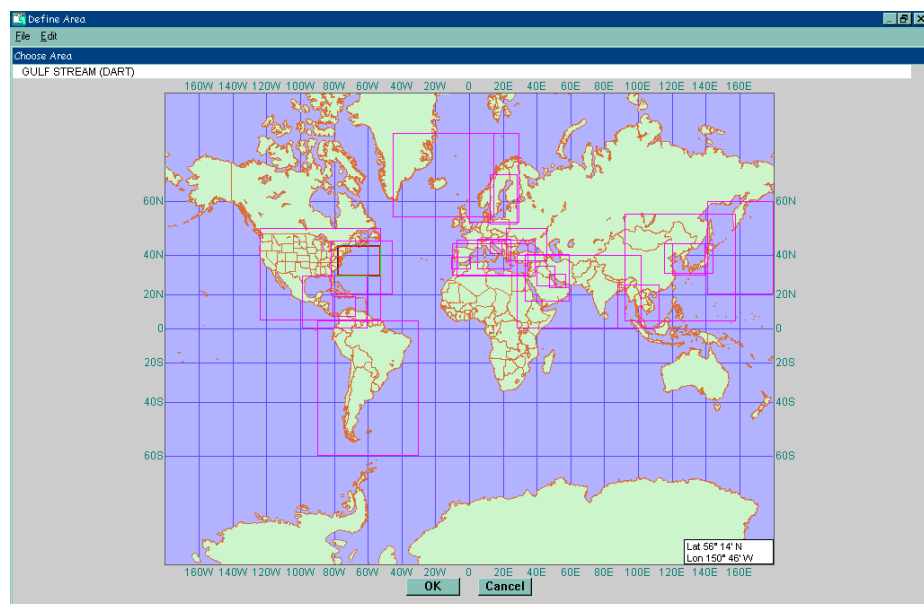 Define Area
File Edit
Choose Area
GULF STREAM (DART)
160W 140W 120W 100W 80W 60W 40W 20W 0 20E 40E 60E 80E 100E 120E 140E 160E
60N 60N
40N 40N
20N 20N
0 0
20S 20S
40S 40S
60S 60S
Lat 56° 14' N
Lon 150° 46' W
160W 140W 120W 100W 80W 60W 40W 20W 0 20E 40E 60E 80E 100E 120E 140E 160E
OK Cancel